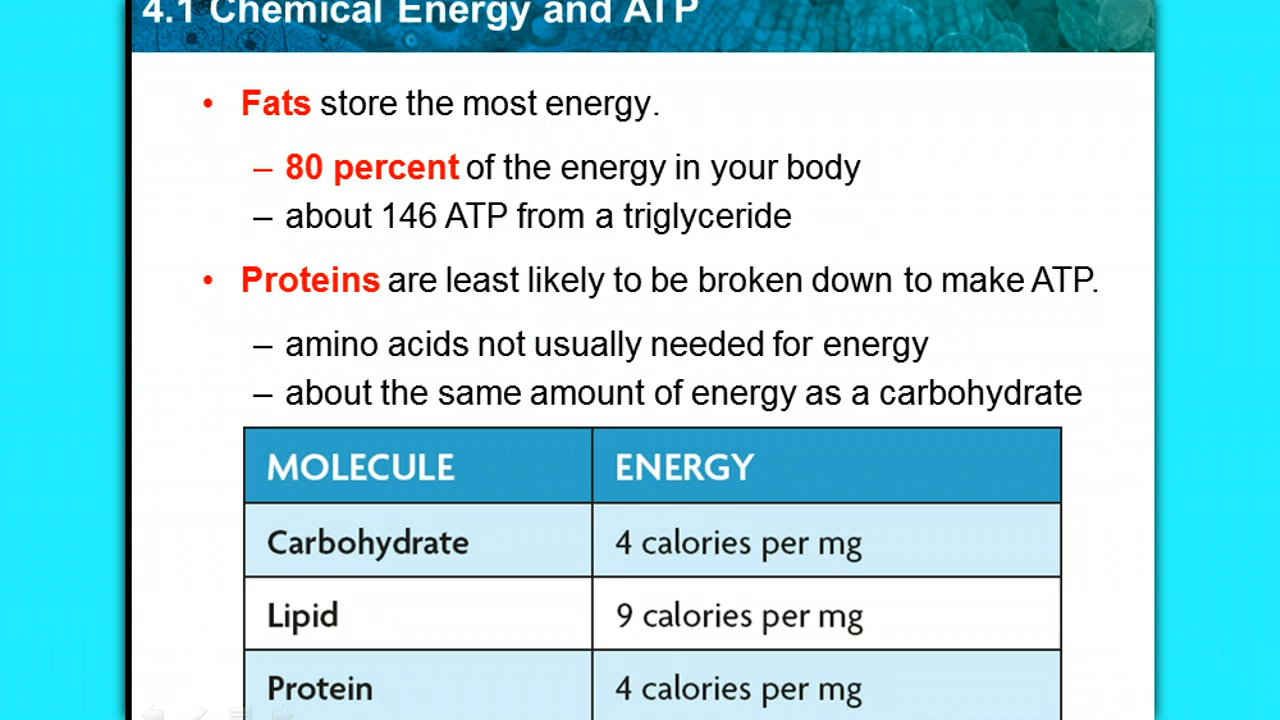 4.1 Chemical Energy and ATP
• Fats store the most energy.
– 80 percent of the energy in your body
– about 146 ATP from a triglyceride
• Proteins are least likely to be broken down to make ATP.
– amino acids not usually needed for energy
– about the same amount of energy as a carbohydrate
MOLECULE ENERGY
Carbohydrate 4 calories per mg
Lipid 9 calories per mg
Protein 4 calories per mg